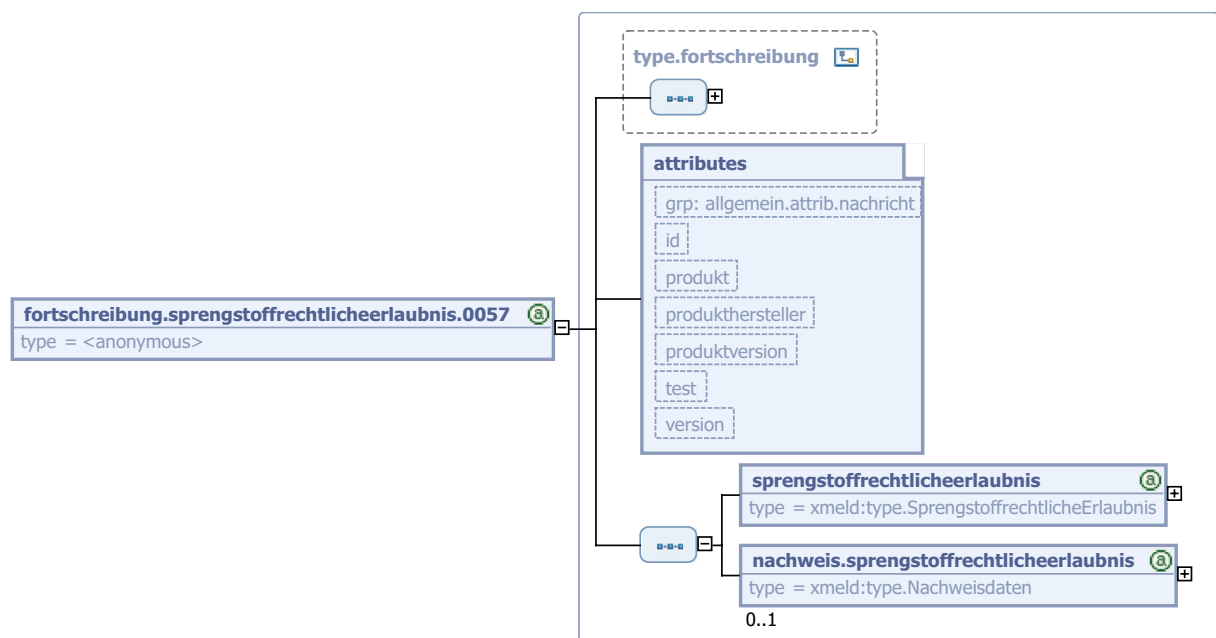 type.fortschreibung
attributes
grp: allgemein.attrib.nachricht
id
produkt
produkthersteller
produktversion
test
version
fortschreibung.sprengstoffrechtlicheerlaubnis.0057
type = <anonymous>
sprengstoffrechtlicheerlaubnis
type = xmeld:type.SprengstoffrechtlicheErlaubnis
nachweis.sprengstoffrechtlicheerlaubnis
type = xmeld:type.Nachweisdaten
0..1